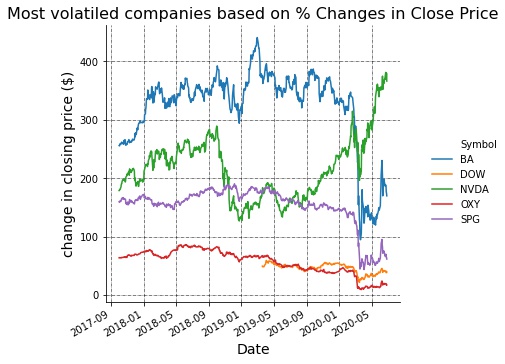 Most volatiled companies based on % Changes in Close Price
change in closing price ($)
400
300
200
100
0
2017-09
2018-01
2018-05
2018-09
2019-01
2019-05
2019-09
2020-01
2020-05
Date
Symbol
BA
DOW
NVDA
OXY
SPG